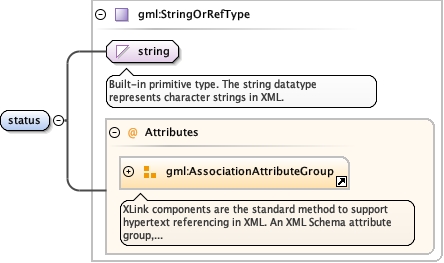 gml:StringOrRefType
string
Built-in primitive type. The string datatype
represents character strings in XML.
status
@ Attributes
gml:AssociationAttributeGroup
XLink components are the standard method to support
hypertext referencing in XML. An XML Schema attribute
group,...